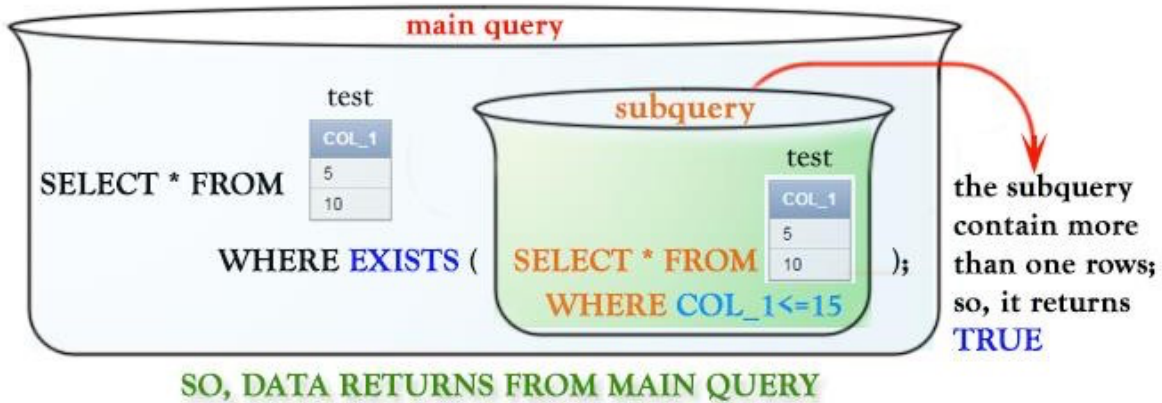 main query
test
COL_1
5
10
SELECT * FROM
subquery
test
COL_1
5
10
WHERE EXISTS ( SELECT * FROM );
WHERE COL_1<=15
the subquery
contain more
than one rows;
so, it returns
TRUE
SO, DATA RETURNS FROM MAIN QUERY